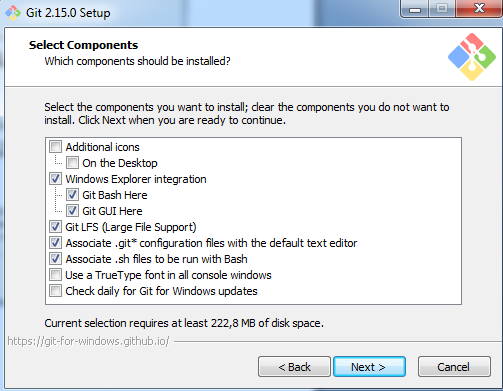 Git 2.15.0 Setup
Select Components
Which components should be installed?
Select the components you want to install; clear the components you do not want to
install. Click Next when you are ready to continue.
Additional icons
On the Desktop
Windows Explorer integration
Git Bash Here
Git GUI Here
Git LFS (Large File Support)
Associate .git* configuration files with the default text editor
Associate .sh files to be run with Bash
Use a TrueType font in all console windows
Check daily for Git for Windows updates
Current selection requires at least 222,8 MB of disk space.
https://git-for-windows.github.io/
< Back
Next >
Cancel